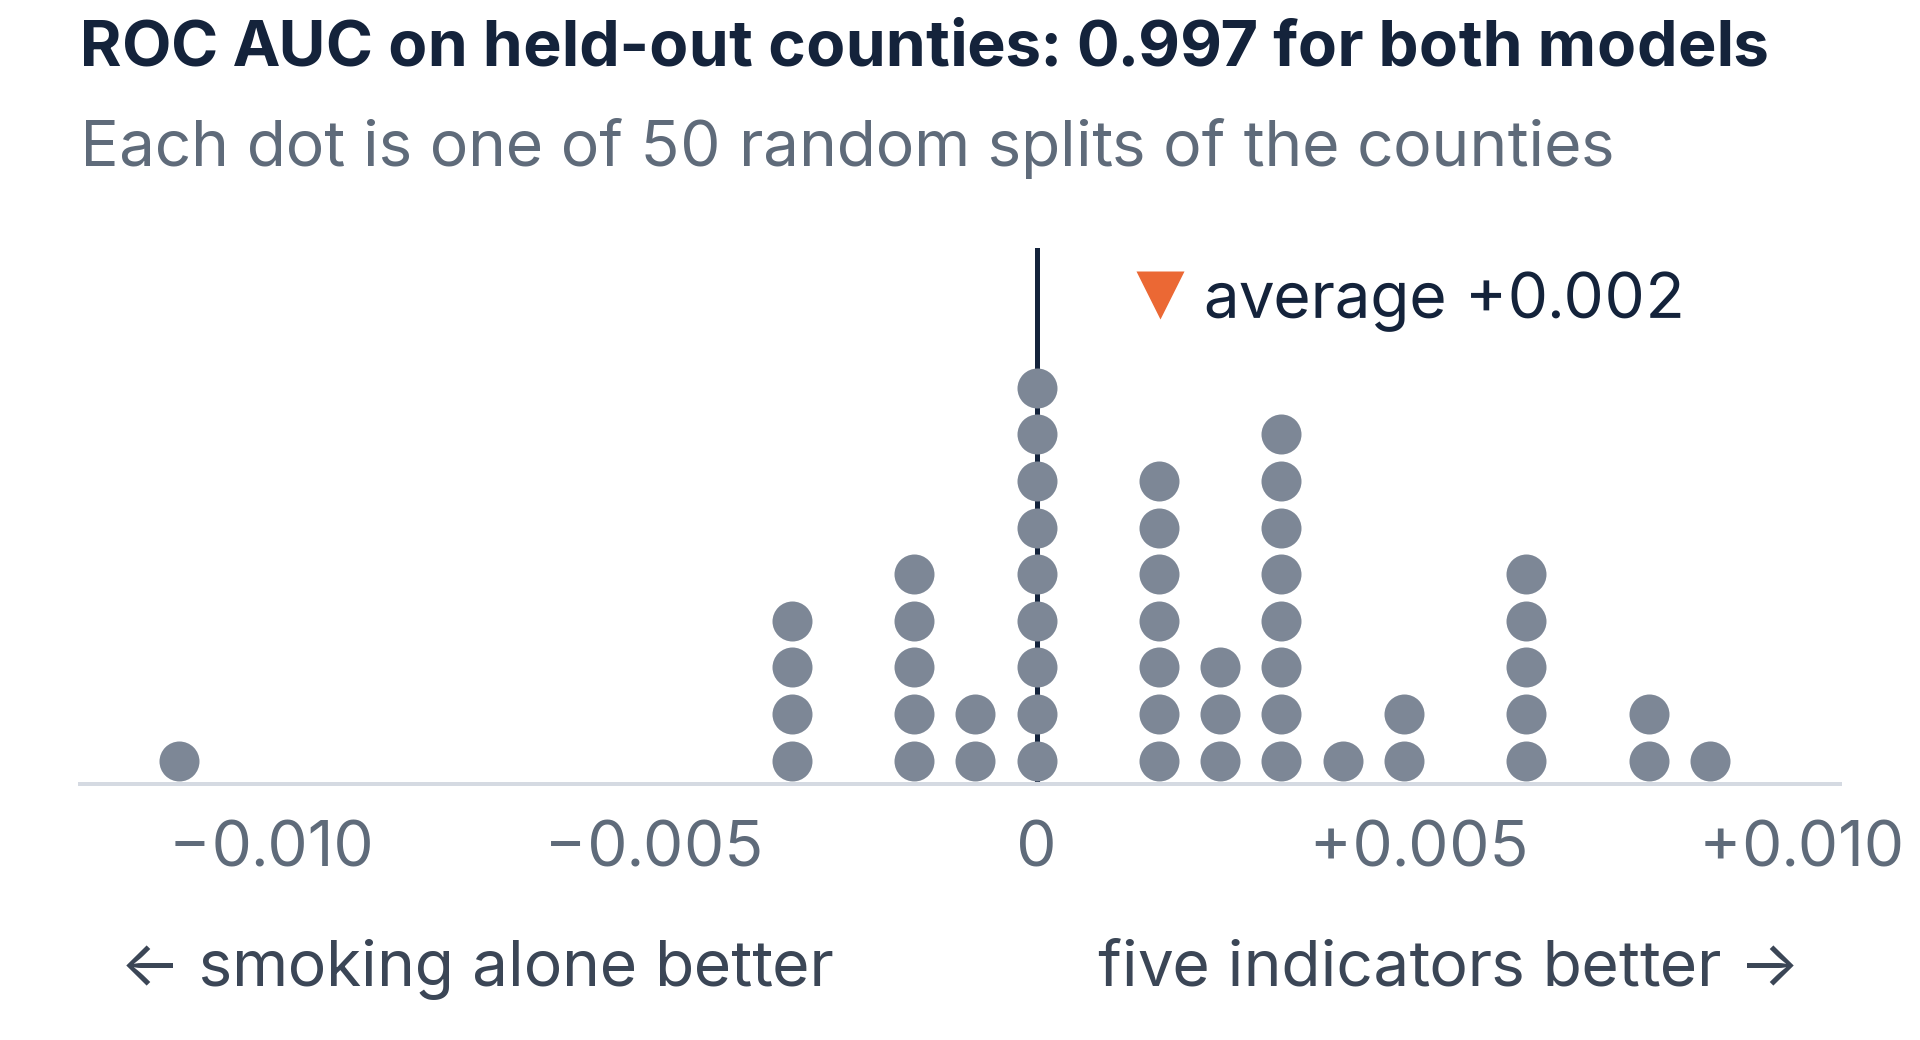 ROC AUC on held-out counties: 0.997 for both models
Each dot is one of 50 random splits of the counties
▼ average +0.002
−0.010 −0.005 0 +0.005 +0.010
← smoking alone better five indicators better →